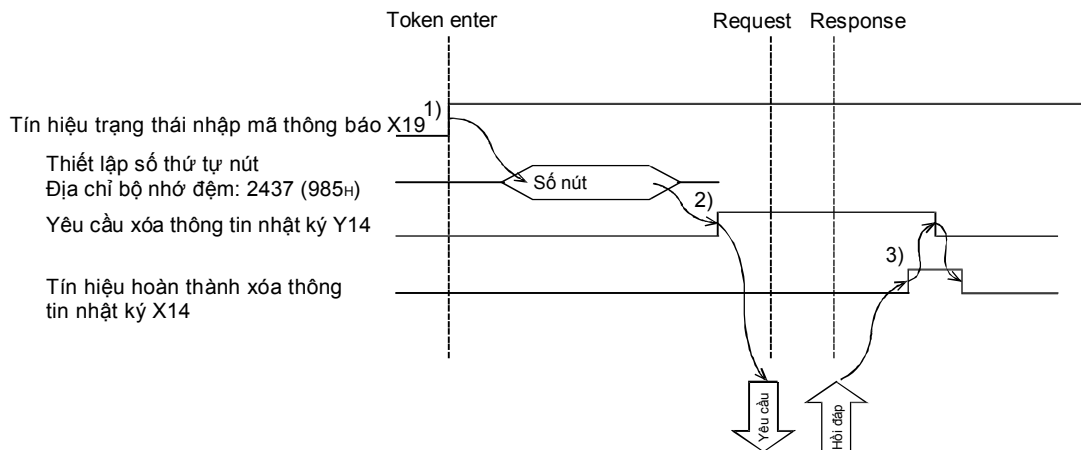 Token enter
Request
Response
1)
Tín hiệu trạng thái nhập mã thông báo X19
Thiết lập số thứ tự nút
Địa chỉ bộ nhớ đệm: 2437 (985H)
Số nút
2)
Yêu cầu xóa thông tin nhật ký Y14
3)
Tín hiệu hoàn thành xóa thông
tin nhật ký X14
Yêu cầu
Hồi đáp